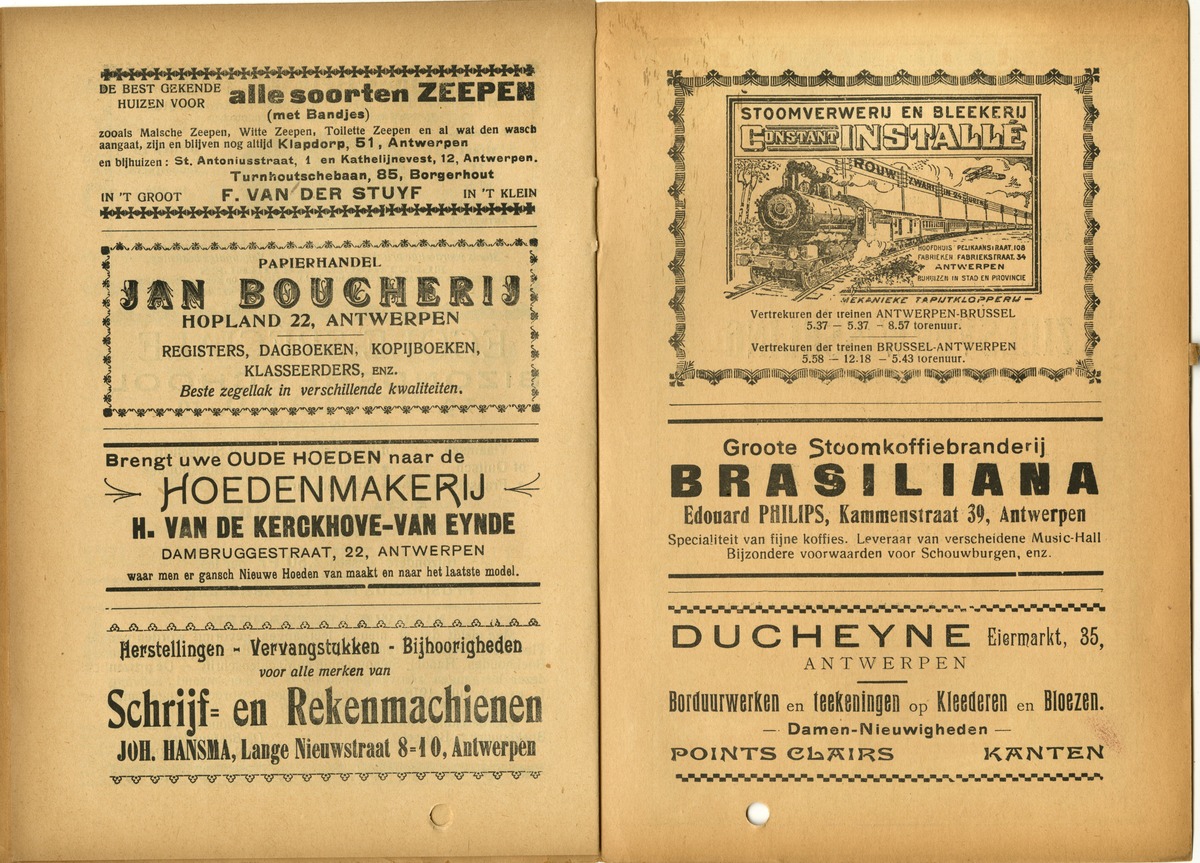 DE BEST GEKENDE
HUIZEN VOOR
alle soorten ZEEPEN
(met Bandjes)
zooals Malsche Zeepen, Witte Zeepen, Toilette Zeepen en al wat den wasch
aangaat, zijn en blijven nog altijd Klapdorp, 51, Antwerpen
en bijhuizen: St. Antoniusstraat, 1 en Kathelijnevest, 12, Antwerpen.
Turnhoutschebaan, 85, Borgerhout
IN 'T GROOT F. VAN DER STUYF IN 'T KLEIN
PAPIERHANDEL
JAN BOUCHERIJ
HOPLAND 22, ANTWERPEN
REGISTERS, DAGBOEKEN, KOPIJBOEKEN,
KLASSEERDERS, ENZ.
Beste zegellak in verschillende kwaliteiten.
Brengt uwe OUDE HOEDEN naar de
HOEDENMAKERIJ
H. VAN DE KERCKHOVE-VAN EYNDE
DAMBRUGGESTRAAT, 22, ANTWERPEN
waar men er gansch Nieuwe Hoeden van maakt en naar het laatste model.
Herstellingen - Vervangstukken - Bijhoorigheden
voor alle merken van
Schrijf= en Rekenmachienen
JOH. HANSMA, Lange Nieuwstraat 8=10, Antwerpen
STOOMVERWERIJ EN BLEEKERIJ
CONSTANT INSTALLÉ
ROUW ZWART IN 24 UREN
HOOFDHUIS PELIKAANSTRAAT, 108
FABRIEKEN FABRIEKSTRAAT. 34
ANTWERPEN
BIJHUIZEN IN STAD EN PROVINCIE
MEKANIEKE TAPIJTKLOPPERIJ
Vertrekuren der treinen ANTWERPEN-BRUSSEL
5.37 — 5.37 — 8.57 torenuur.
Vertrekuren der treinen BRUSSEL-ANTWERPEN
5.58 — 12.18 — 5.43 torenuur.
Groote Stoomkoffiebranderij
BRASILIANA
Edouard PHILIPS, Kammenstraat 39, Antwerpen
Specialiteit van fijne koffies. Leveraar van verscheidene Music-Hall
Bijzondere voorwaarden voor Schouwburgen, enz.
DUCHEYNE Eiermarkt, 35,
ANTWERPEN
Borduurwerken en teekeningen op Kleederen en Bloezen.
— Damen-Nieuwigheden —
POINTS CLAIRS KANTEN